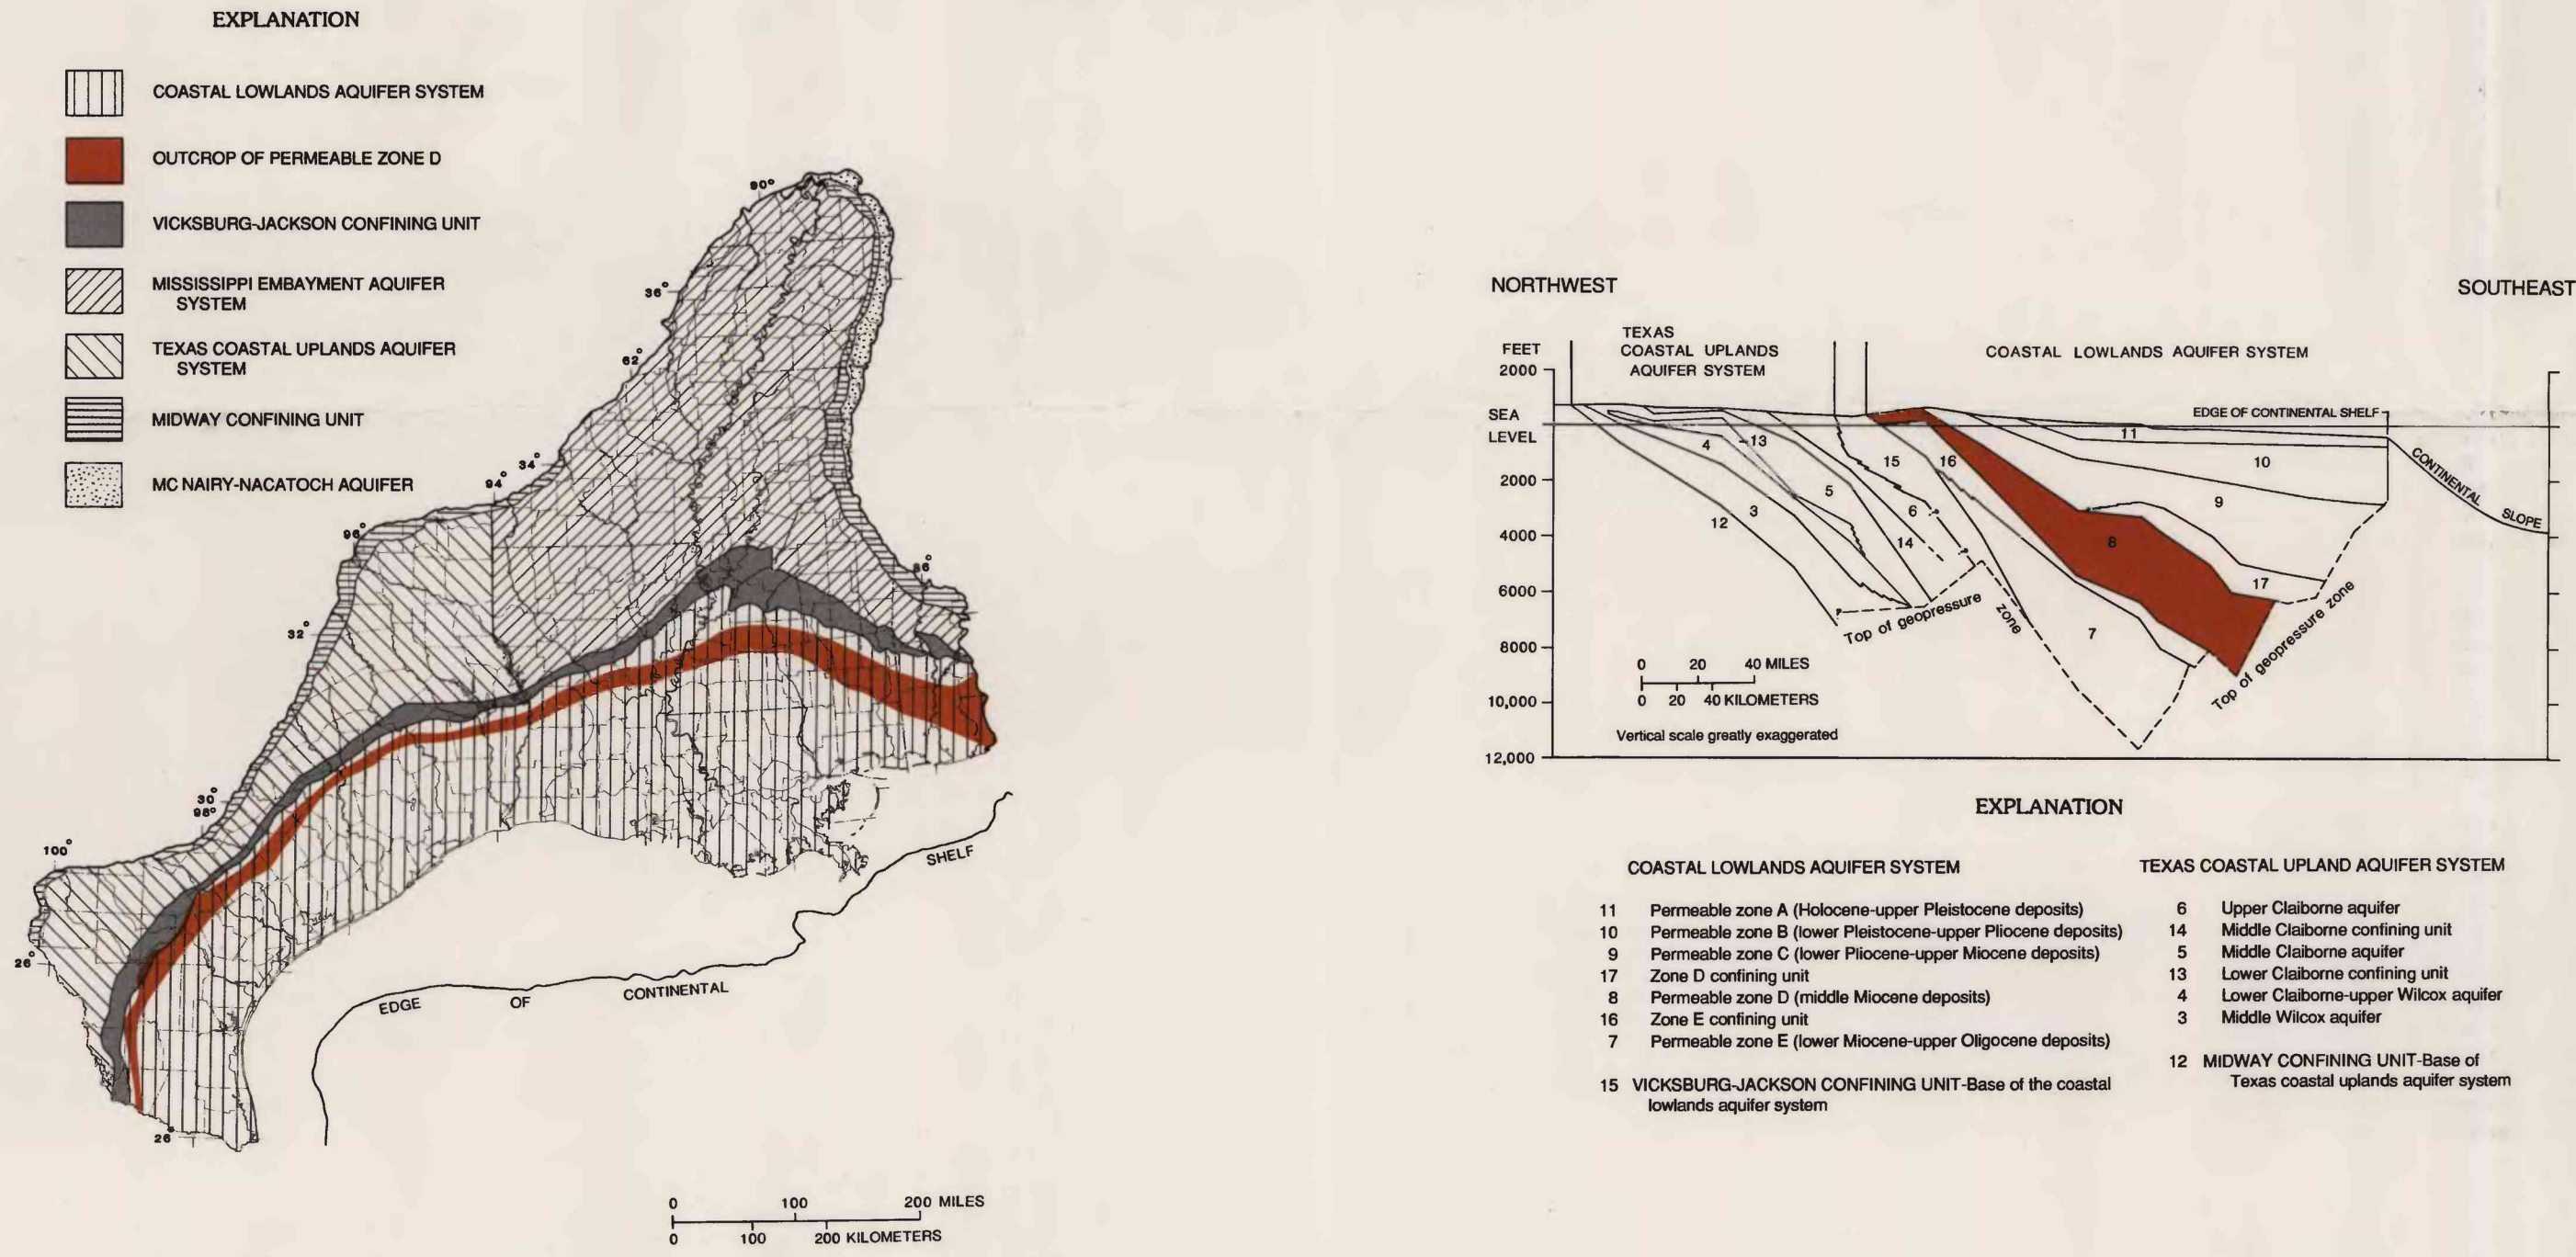 EXPLANATION
COASTAL LOWLANDS AQUIFER SYSTEM
OUTCROP OF PERMEABLE ZONE D
VICKSBURG-JACKSON CONFINING UNIT
MISSISSIPPI EMBAYMENT AQUIFER
SYSTEM
TEXAS COASTAL UPLANDS AQUIFER
SYSTEM
MIDWAY CONFINING UNIT
MC NAIRY-NACATOCH AQUIFER
90°
36°
62°
34°
94°
96°
86°
32°
30°
98°
100°
26°
26°
EDGE OF CONTINENTAL SHELF
0 100 200 MILES
0 100 200 KILOMETERS
NORTHWEST
SOUTHEAST
TEXAS
COASTAL UPLANDS
AQUIFER SYSTEM
COASTAL LOWLANDS AQUIFER SYSTEM
FEET
2000
SEA
LEVEL
2000
4000
6000
8000
10,000
12,000
EDGE OF CONTINENTAL SHELF
CONTINENTAL SLOPE
11
10
9
4
13
15
16
5
3
12
6
14
8
17
7
?
?
?
Top of geopressure zone
Top of geopressure zone
0 20 40 MILES
0 20 40 KILOMETERS
Vertical scale greatly exaggerated
EXPLANATION
COASTAL LOWLANDS AQUIFER SYSTEM
11 Permeable zone A (Holocene-upper Pleistocene deposits)
10 Permeable zone B (lower Pleistocene-upper Pliocene deposits)
9 Permeable zone C (lower Pliocene-upper Miocene deposits)
17 Zone D confining unit
8 Permeable zone D (middle Miocene deposits)
16 Zone E confining unit
7 Permeable zone E (lower Miocene-upper Oligocene deposits)
15 VICKSBURG-JACKSON CONFINING UNIT-Base of the coastal
lowlands aquifer system
TEXAS COASTAL UPLAND AQUIFER SYSTEM
6 Upper Claiborne aquifer
14 Middle Claiborne confining unit
5 Middle Claiborne aquifer
13 Lower Claiborne confining unit
4 Lower Claiborne-upper Wilcox aquifer
3 Middle Wilcox aquifer
12 MIDWAY CONFINING UNIT-Base of
Texas coastal uplands aquifer system